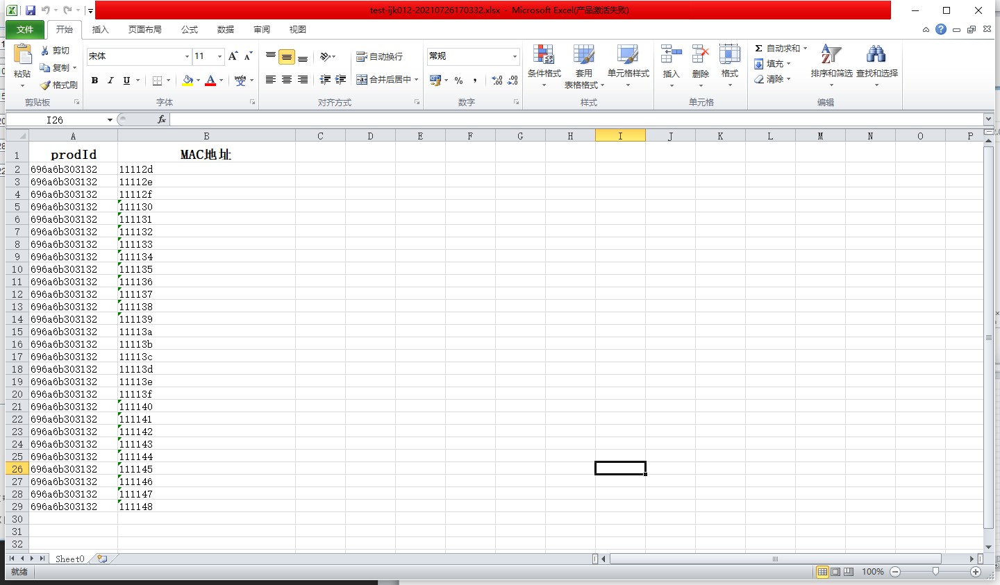 test-ijk012-20210726170332.xlsx - Microsoft Excel(产品激活失败)
文件 开始 插入 页面布局 公式 数据 审阅 视图
剪切 宋体 11 自动换行 常规 条件格式 套用 单元格样式 插入 删除 格式 Σ 自动求和 排序和筛选 查找和选择
粘贴 复制 表格格式 填充
格式刷 B I U wén 文 合并后居中 % , 清除
剪贴板 字体 对齐方式 数字 样式 单元格 编辑
I26 fx
A B C D E F G H I J K L M N O P
1 prodId MAC地址
2 696a6b303132 11112d
3 696a6b303132 11112e
4 696a6b303132 11112f
5 696a6b303132 111130
6 696a6b303132 111131
7 696a6b303132 111132
8 696a6b303132 111133
9 696a6b303132 111134
10 696a6b303132 111135
11 696a6b303132 111136
12 696a6b303132 111137
13 696a6b303132 111138
14 696a6b303132 111139
15 696a6b303132 11113a
16 696a6b303132 11113b
17 696a6b303132 11113c
18 696a6b303132 11113d
19 696a6b303132 11113e
20 696a6b303132 11113f
21 696a6b303132 111140
22 696a6b303132 111141
23 696a6b303132 111142
24 696a6b303132 111143
25 696a6b303132 111144
26 696a6b303132 111145
27 696a6b303132 111146
28 696a6b303132 111147
29 696a6b303132 111148
30
31
32
Sheet0
就绪 100%